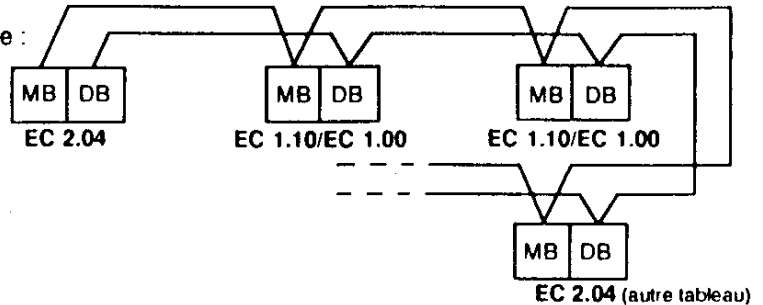 e :
MB DB MB DB MB DB
EC 2.04 EC 1.10/EC 1.00 EC 1.10/EC 1.00
MB DB
EC 2.04 (autre tableau)